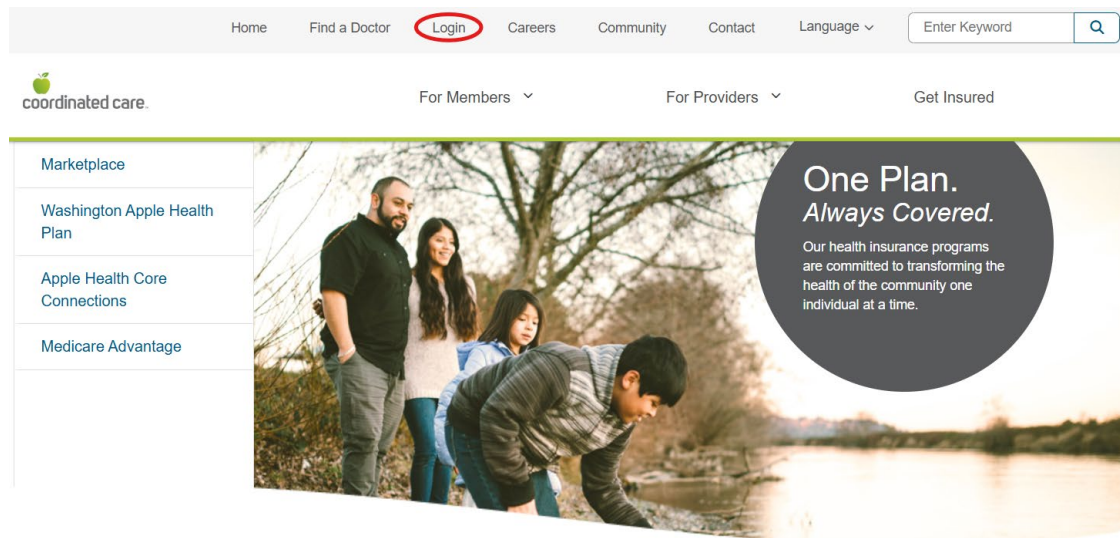 Home Find a Doctor Login Careers Community Contact Language Enter Keyword
coordinated care™
For Members For Providers Get Insured
Marketplace
Washington Apple Health
Plan
Apple Health Core
Connections
Medicare Advantage
One Plan.
Always Covered.
Our health insurance programs
are committed to transforming the
health of the community one
individual at a time.